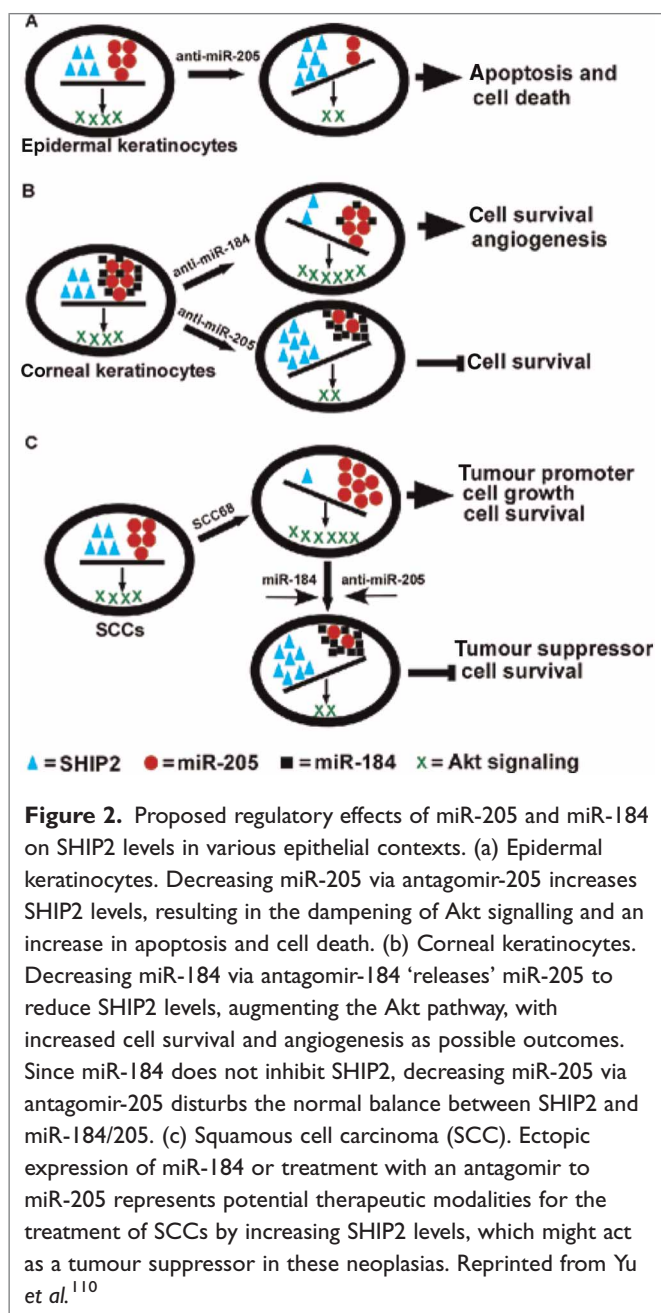 A
anti-miR-205
Apoptosis and
cell death
X X X X
X X
Epidermal keratinocytes
B
Cell survival
angiogenesis
anti-miR-184
X X X X X X
anti-miR-205
X X X X
Corneal keratinocytes
Cell survival
X X
C
Tumour promoter
cell growth
cell survival
SCC68
X X X X X X
X X X X
SCCs
miR-184
anti-miR-205
Tumour suppressor
cell survival
X X
= SHIP2 =miR-205 =miR-184 X = Akt signaling
Figure 2. Proposed regulatory effects of miR-205 and miR-184
on SHIP2 levels in various epithelial contexts. (a) Epidermal
keratinocytes. Decreasing miR-205 via antagomir-205 increases
SHIP2 levels, resulting in the dampening of Akt signalling and an
increase in apoptosis and cell death. (b) Corneal keratinocytes.
Decreasing miR-184 via antagomir-184 ‘releases’ miR-205 to
reduce SHIP2 levels, augmenting the Akt pathway, with
increased cell survival and angiogenesis as possible outcomes.
Since miR-184 does not inhibit SHIP2, decreasing miR-205 via
antagomir-205 disturbs the normal balance between SHIP2 and
miR-184/205. (c) Squamous cell carcinoma (SCC). Ectopic
expression of miR-184 or treatment with an antagomir to
miR-205 represents potential therapeutic modalities for the
treatment of SCCs by increasing SHIP2 levels, which might act
as a tumour suppressor in these neoplasias. Reprinted from Yu
et al.110